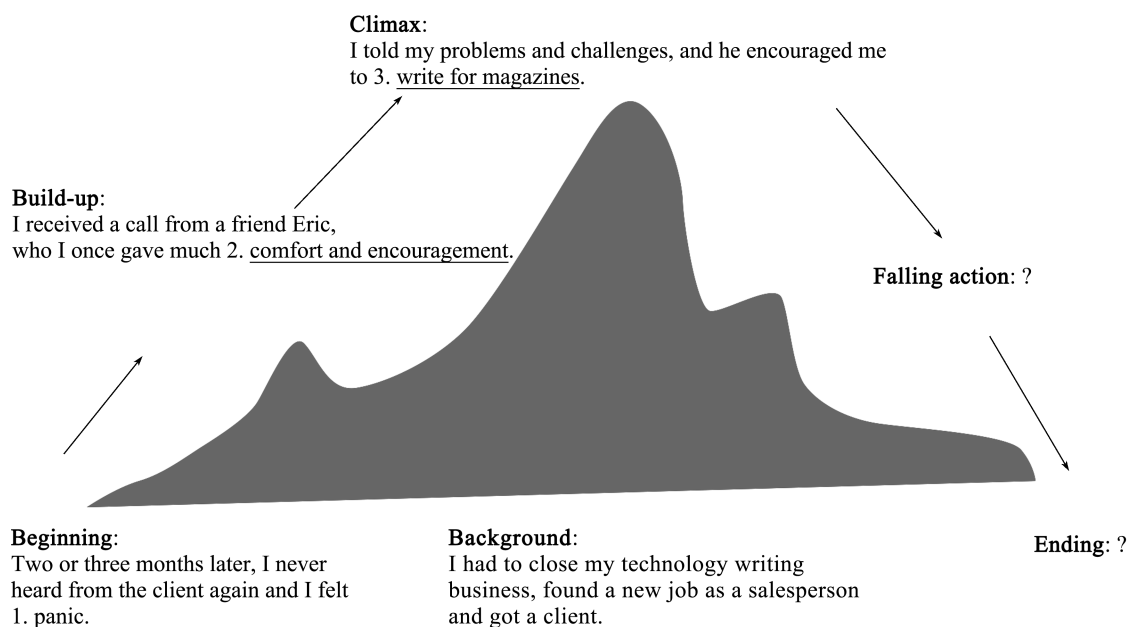 Climax:
I told my problems and challenges, and he encouraged me
to 3. write for magazines.
Build-up:
I received a call from a friend Eric,
who I once gave much 2. comfort and encouragement.
Falling action: ?
Beginning:
Two or three months later, I never
heard from the client again and I felt
1. panic.
Background:
I had to close my technology writing
business, found a new job as a salesperson
and got a client.
Ending: ?